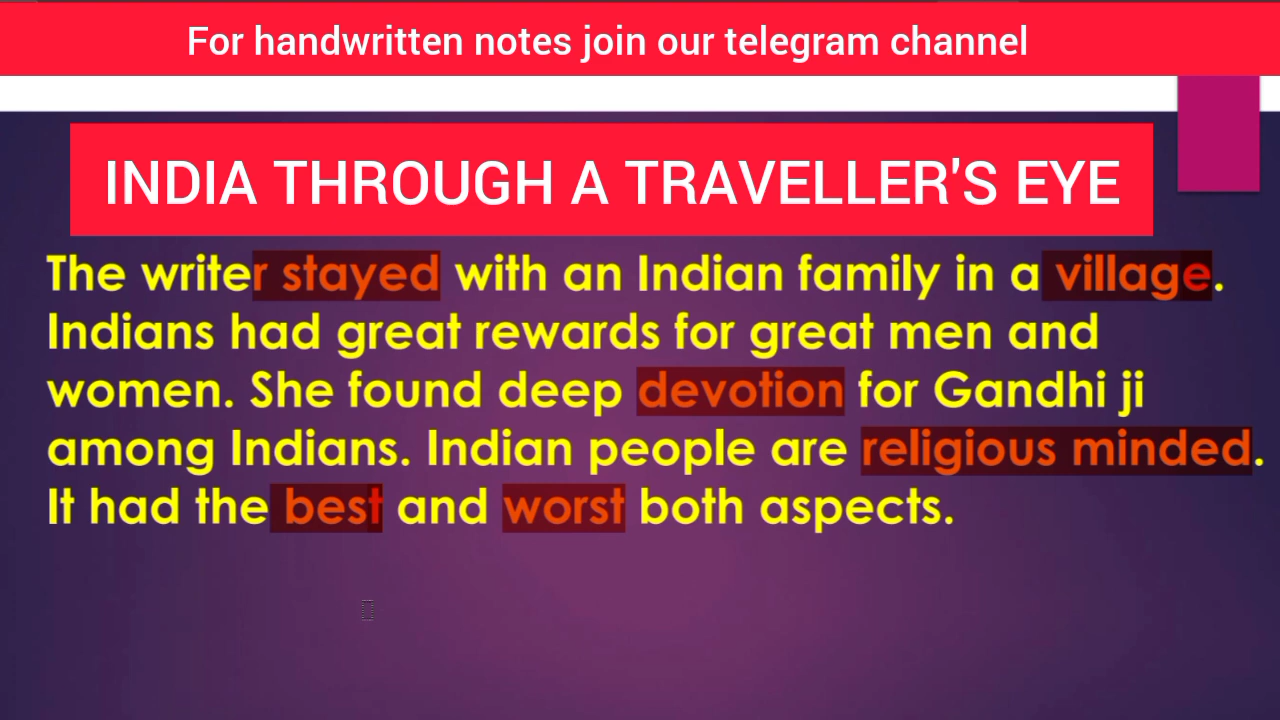 For handwritten notes join our telegram channel
INDIA THROUGH A TRAVELLER'S EYE
The writer stayed with an Indian family in a village.
Indians had great rewards for great men and
women. She found deep devotion for Gandhi ji
among Indians. Indian people are religious minded.
It had the best and worst both aspects.